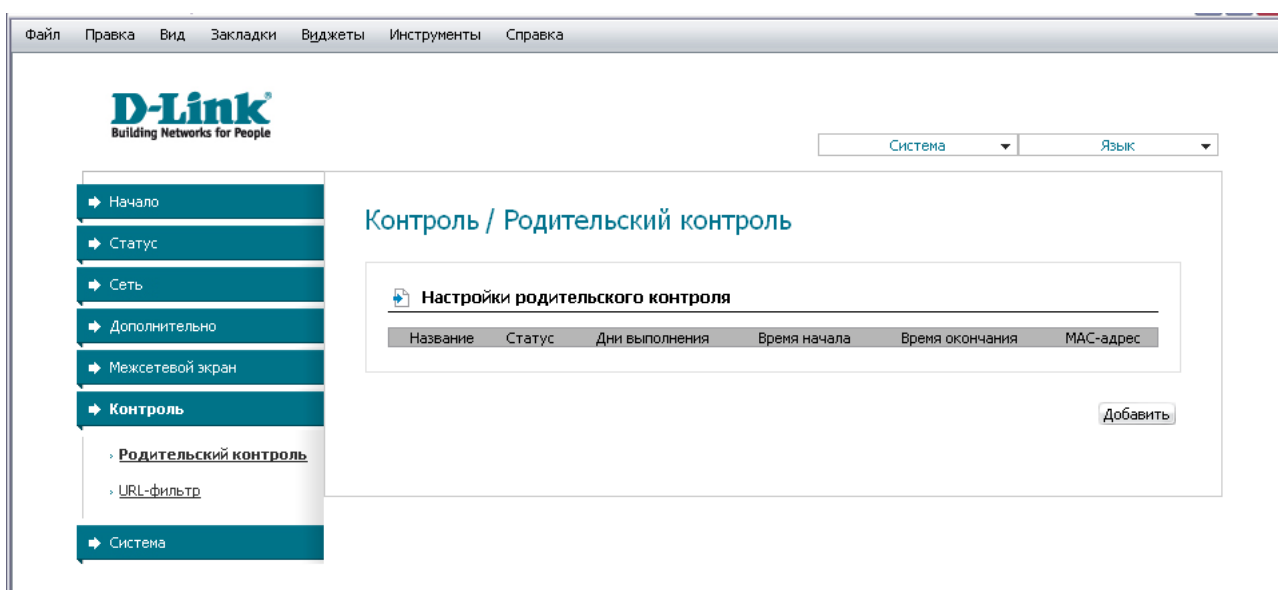 Файл Правка Вид Закладки Виджеты Инструменты Справка
D-Link®
Building Networks for People
Система Язык
Начало
Статус
Сеть
Дополнительно
Межсетевой экран
Контроль
Родительский контроль
URL-фильтр
Система
Контроль / Родительский контроль
Настройки родительского контроля
Название Статус Дни выполнения Время начала Время окончания MAC-адрес
Добавить